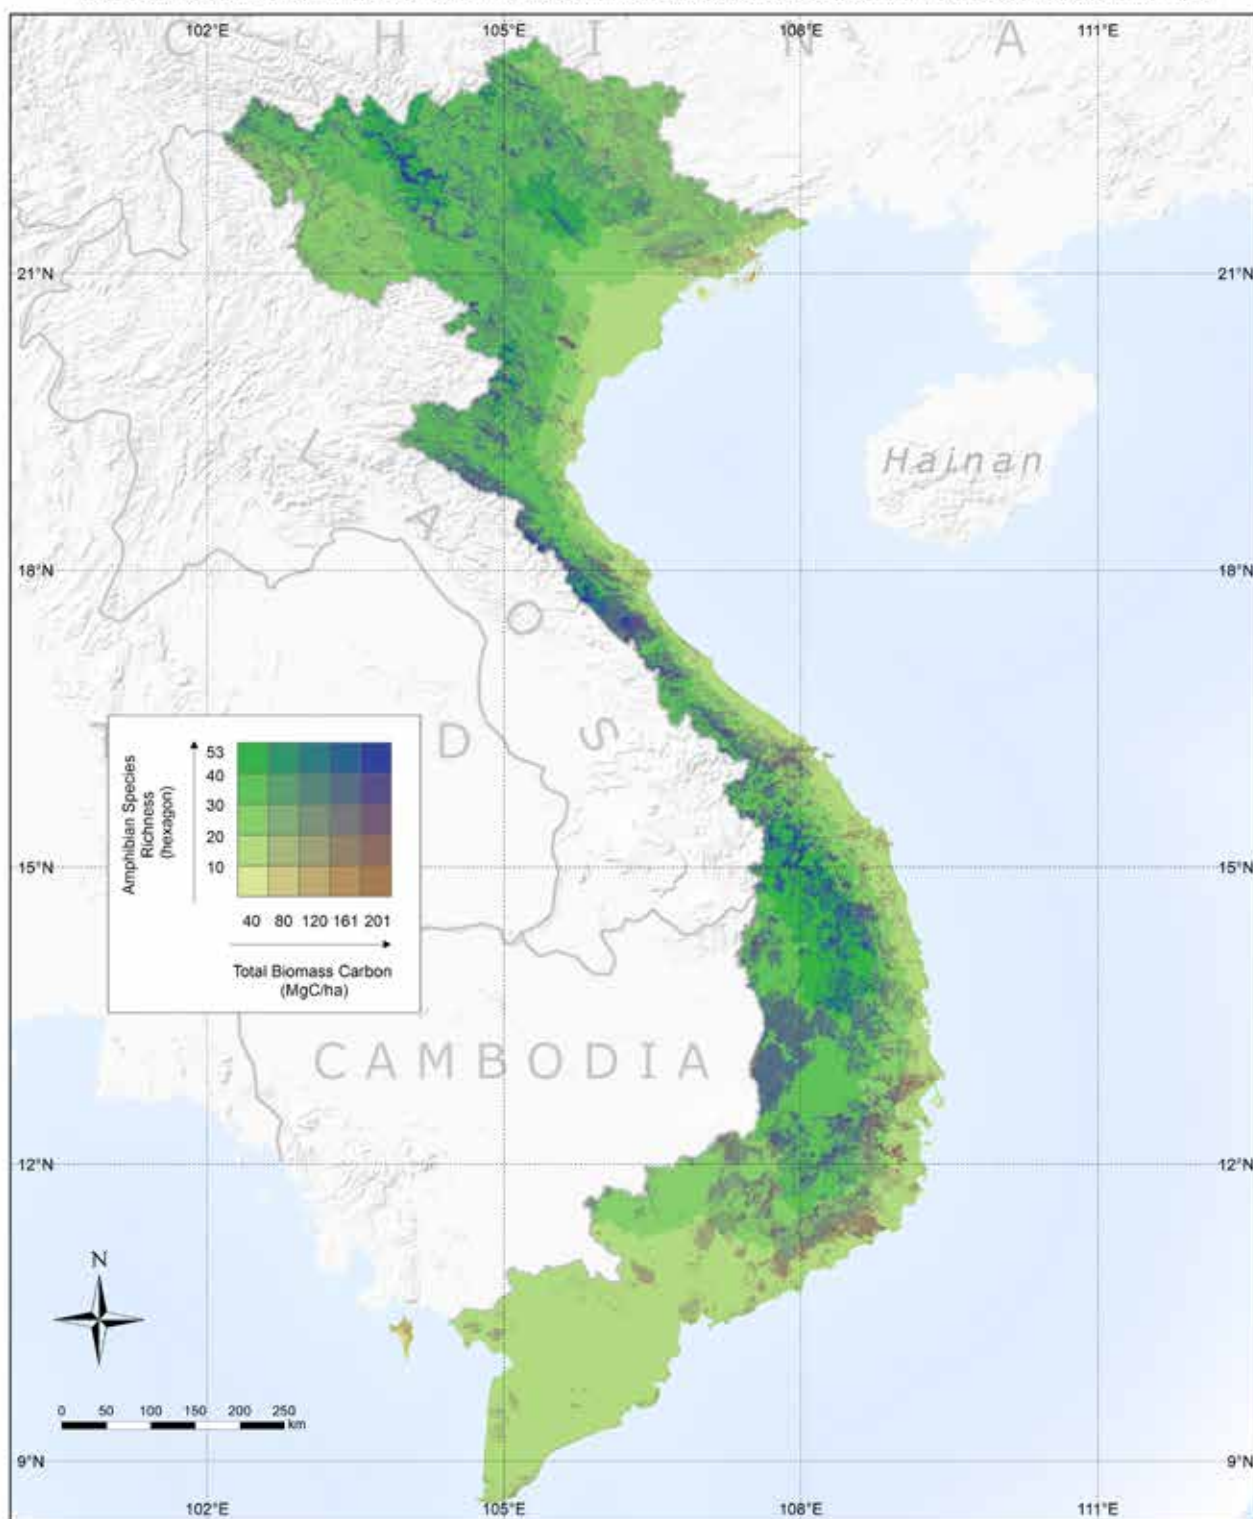 102°E 105°E 108°E 111°E
C H I N A
21°N 21°N
Hainan
L A O S
18°N 18°N
D
Amphibian Species
Richness
(hexagon)
53
40
30
20
10
15°N 15°N
40 80 120 161 201
Total Biomass Carbon
(MgC/ha)
CAMBODIA
12°N 12°N
N
0 50 100 150 200 250
km
9°N 9°N
102°E 105°E 108°E 111°E